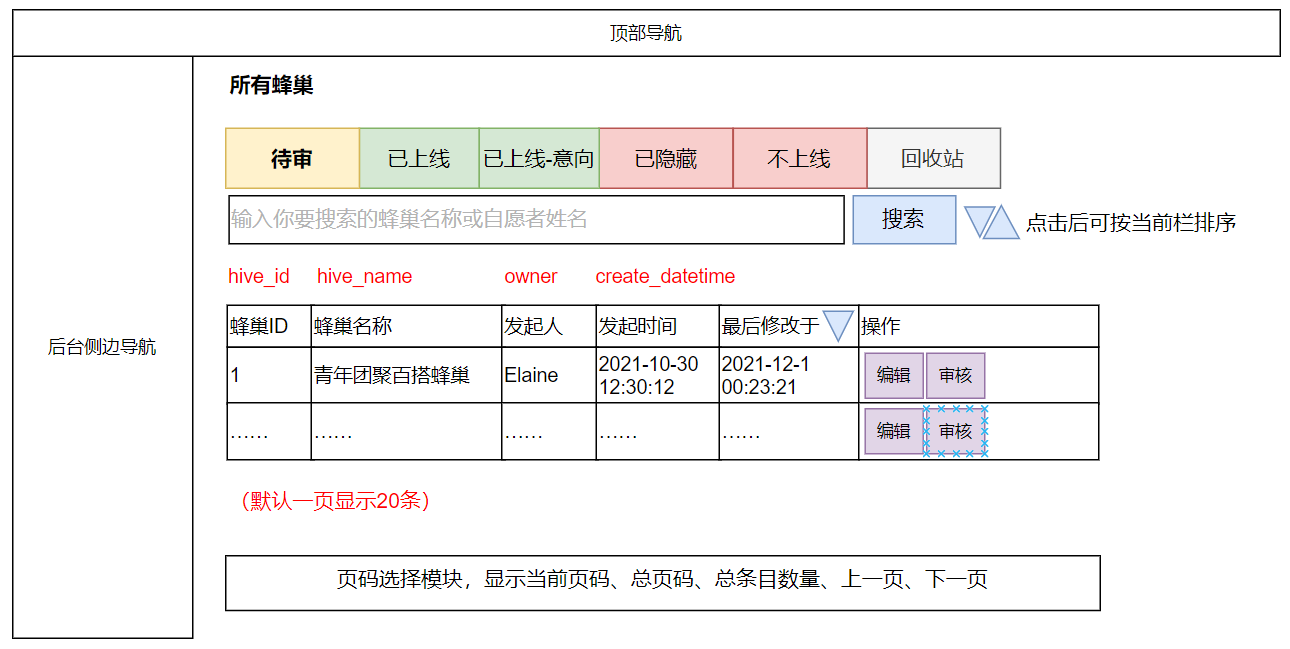 顶部导航
后台侧边导航
所有蜂巢
待审 已上线 已上线-意向 已隐藏 不上线 回收站
输入你要搜索的蜂巢名称或自愿者姓名 搜索 点击后可按当前栏排序
hive_id hive_name owner create_datetime
蜂巢ID 蜂巢名称 发起人 发起时间 最后修改于 操作
1 青年团聚百搭蜂巢 Elaine 2021-10-30 12:30:12 2021-12-1 00:23:21 编辑 审核
…… …… …… …… …… 编辑 审核
（默认一页显示20条）
页码选择模块，显示当前页码、总页码、总条目数量、上一页、下一页